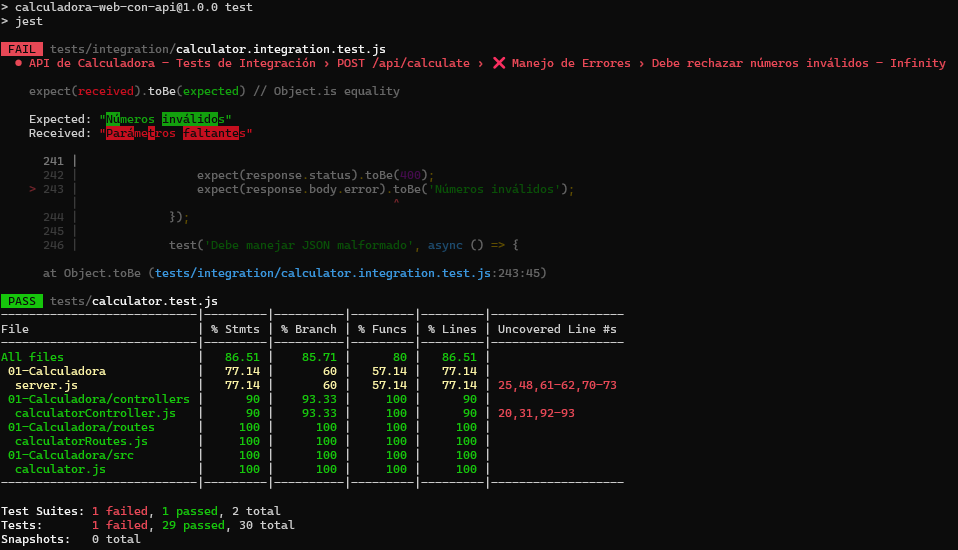 > calculadora-web-con-api@1.0.0 test
> jest
FAIL tests/integration/calculator.integration.test.js
● API de Calculadora - Tests de Integración › POST /api/calculate › ❌ Manejo de Errores › Debe rechazar números inválidos - Infinity
expect(received).toBe(expected) // Object.is equality
Expected: "Números inválidos"
Received: "Parámetros faltantes"
241 |
242 | expect(response.status).toBe(400);
> 243 | expect(response.body.error).toBe('Números inválidos');
| ^
244 | });
245 |
246 | test('Debe manejar JSON malformado', async () => {
at Object.toBe (tests/integration/calculator.integration.test.js:243:45)
PASS tests/calculator.test.js
--------------------------|---------|----------|---------|---------|-------------------
File | % Stmts | % Branch | % Funcs | % Lines | Uncovered Line #s
--------------------------|---------|----------|---------|---------|-------------------
All files | 86.51 | 85.71 | 80 | 86.51 |
01-Calculadora | 77.14 | 60 | 57.14 | 77.14 |
server.js | 77.14 | 60 | 57.14 | 77.14 | 25,48,61-62,70-73
01-Calculadora/controllers | 90 | 93.33 | 100 | 90 |
calculatorController.js | 90 | 93.33 | 100 | 90 | 20,31,92-93
01-Calculadora/routes | 100 | 100 | 100 | 100 |
calculatorRoutes.js | 100 | 100 | 100 | 100 |
01-Calculadora/src | 100 | 100 | 100 | 100 |
calculator.js | 100 | 100 | 100 | 100 |
--------------------------|---------|----------|---------|---------|-------------------
Test Suites: 1 failed, 1 passed, 2 total
Tests: 1 failed, 29 passed, 30 total
Snapshots: 0 total